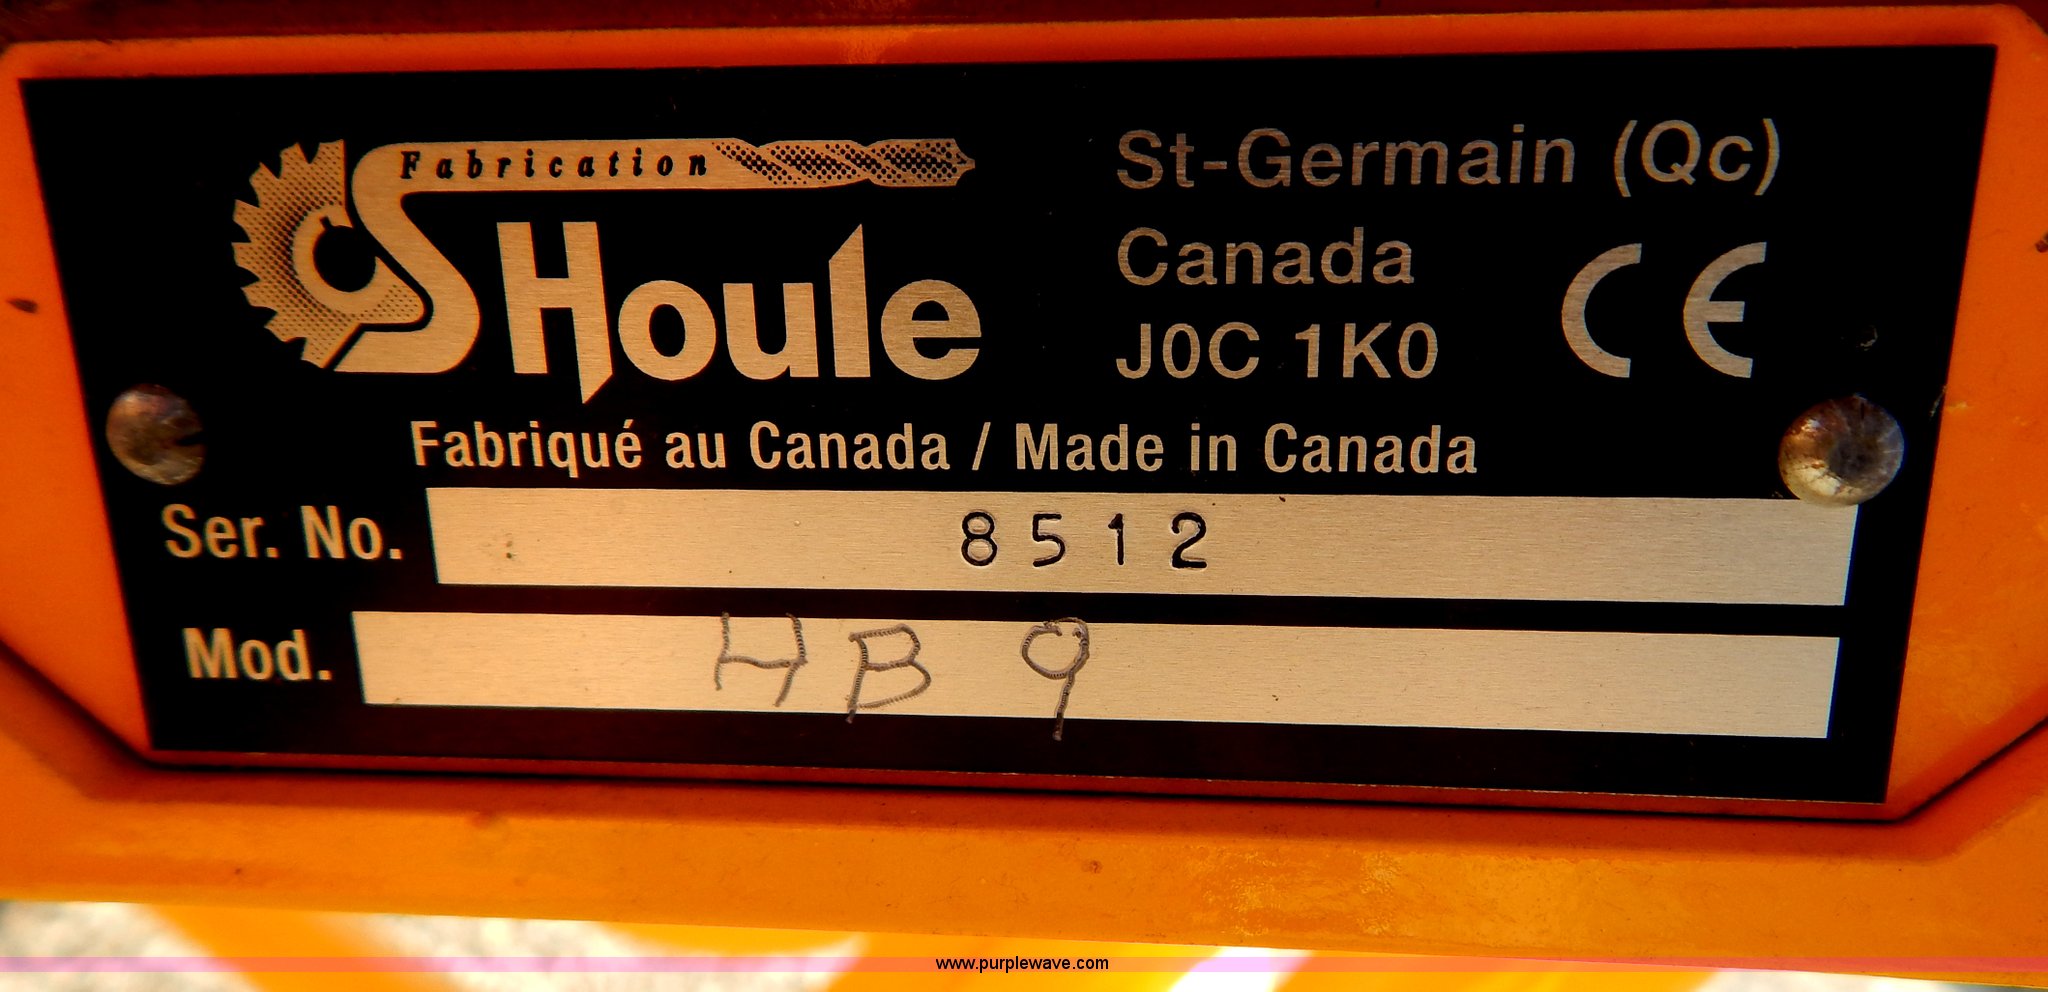 Fabrication
CS Houle
St-Germain (Qc)
Canada
J0C 1K0
CE
Fabriqué au Canada / Made in Canada
Ser. No. 8512
Mod. HB 9
www.purplewave.com